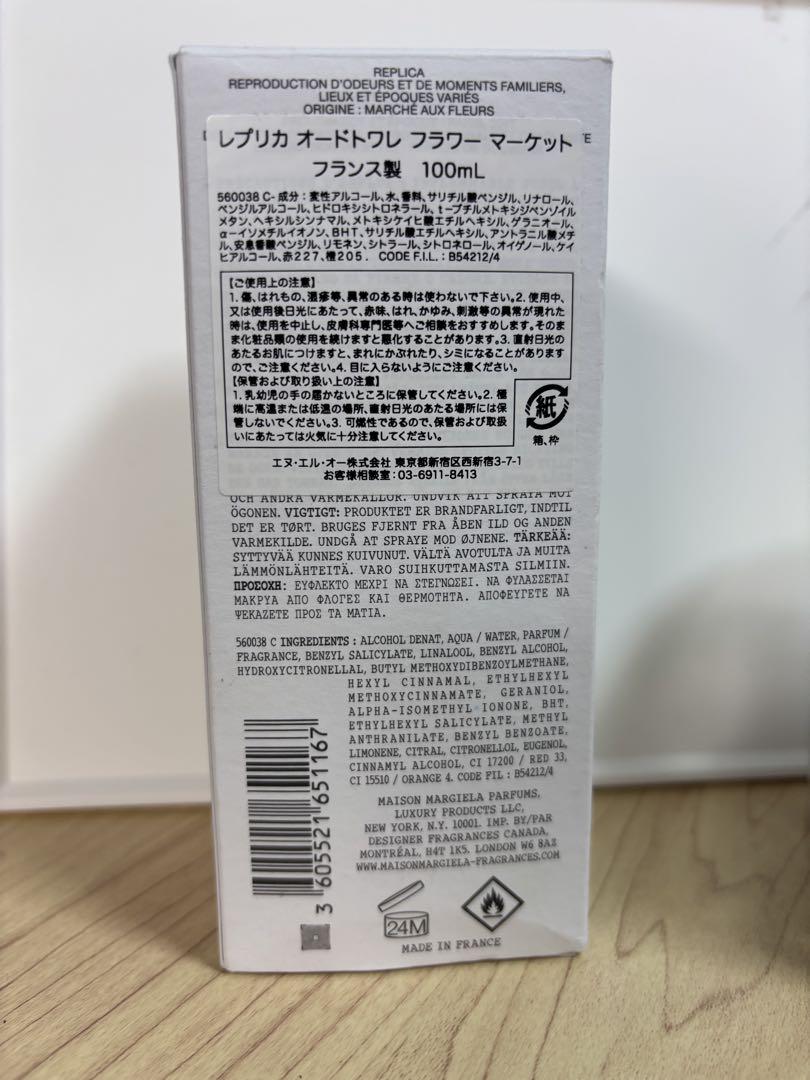 REPLICA
REPRODUCTION D'ODEURS ET DE MOMENTS FAMILIERS,
LIEUX ET ÉPOQUES VARIÉS
ORIGINE : MARCHÉ AUX FLEURS
レプリカ オードトワレ フラワー マーケット
フランス製 100mL
560038 C- 成分：変性アルコール、水、香料、サリチル酸ベンジル、リナロール、
ベンジルアルコール、ヒドロキシシトロネラール、t-ブチルメトキシジベンゾイル
メタン、ヘキシルシンナマル、メトキシケイヒ酸エチルヘキシル、ゲラニオール、
α-イソメチルイオノン、BHT、サリチル酸エチルヘキシル、アントラニル酸メチ
ル、安息香酸ベンジル、リモネン、シトラール、シトロネロール、オイゲノール、ケイ
ヒアルコール、赤227、橙205. CODE F.I.L. : B54212/4
【ご使用上の注意】
1. 傷、はれもの、湿疹等、異常のある時は使わないで下さい。2. 使用中、
又は使用後日光にあたって、赤味、はれ、かゆみ、刺激等の異常が現れた
時は、使用を中止し、皮膚科専門医等へご相談をおすすめします。そのま
ま化粧品類の使用を続けますと悪化することがあります。3. 直射日光の
あたるお肌につけますと、まれにかぶれたり、シミになることがあります
ので、ご注意ください。4. 目に入らないようにご注意ください。
【保管および取り扱い上の注意】
1. 乳幼児の手の届かないところに保管してください。2. 極
端に高温または低温の場所、直射日光のあたる場所には保
管しないでください。3. 可燃性であるので、保管および取扱
いにあたっては火気に十分注意してください。
紙
箱、枠
エヌ・エル・オー株式会社 東京都新宿区西新宿3-7-1
お客様相談室：03-6911-8413
OCH ANDRA VÄRMEKÄLLOR. UNDVIK ATT SPRAYA MOT
ÖGONEN. VIGTIGT: PRODUKTET ER BRANDFARLIGT, INDTIL
DET ER TØRT. BRUGES FJERNT FRA ÅBEN ILD OG ANDEN
VARMEKILDE. UNDGÅ AT SPRAYE MOD ØJNENE. TÄRKEÄÄ:
SYTTYVÄÄ KUNNES KUIVUNUT. VÄLTÄ AVOTULTA JA MUITA
LÄMMÖNLÄHTEITÄ. VARO SUIHKUTTAMASTA SILMIIN.
ΠΡΟΣΟΧΗ: ΕΥΦΛΕΚΤΟ ΜΕΧΡΙ ΝΑ ΣΤΕΓΝΩΣΕΙ. ΝΑ ΦΥΛΑΣΣΕΤΑΙ
ΜΑΚΡΥΑ ΑΠΟ ΦΛΟΓΕΣ ΚΑΙ ΘΕΡΜΟΤΗΤΑ. ΑΠΟΦΕΥΓΕΤΕ ΝΑ
ΨΕΚΑΖΕΤΕ ΠΡΟΣ ΤΑ ΜΑΤΙΑ.
560038 C INGREDIENTS : ALCOHOL DENAT, AQUA / WATER, PARFUM /
FRAGRANCE, BENZYL SALICYLATE, LINALOOL, BENZYL ALCOHOL,
HYDROXYCITRONELLAL, BUTYL METHOXYDIBENZOYLMETHANE,
HEXYL CINNAMAL, ETHYLHEXYL
METHOXYCINNAMATE, GERANIOL,
ALPHA-ISOMETHYL IONONE, BHT,
ETHYLHEXYL SALICYLATE, METHYL
ANTHRANILATE, BENZYL BENZOATE,
LIMONENE, CITRAL, CITRONELLOL, EUGENOL,
CINNAMYL ALCOHOL, CI 17200 / RED 33,
CI 15510 / ORANGE 4. CODE FIL : B54212/4
MAISON MARGIELA PARFUMS,
LUXURY PRODUCTS LLC,
NEW YORK, N.Y. 10001. IMP. BY/PAR
DESIGNER FRAGRANCES CANADA,
MONTRÉAL, H4T 1K5. LONDON W6 8AZ
WWW.MAISONMARGIELA-FRAGRANCES.COM
3 605521 651167
24M
MADE IN FRANCE